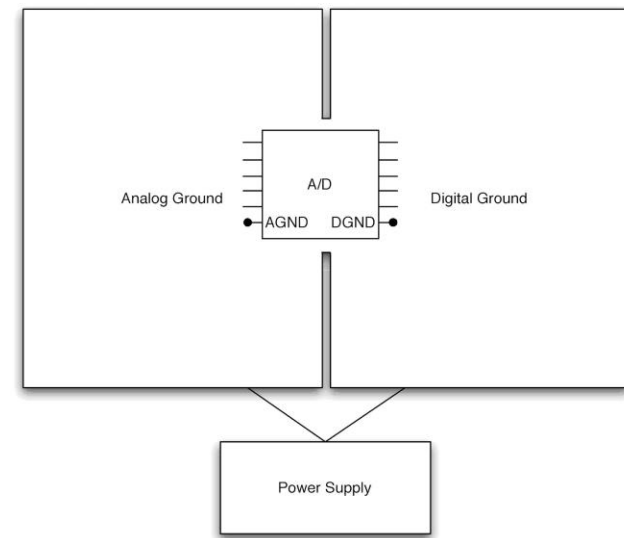 A/D
Analog Ground
Digital Ground
AGND DGND
Power Supply